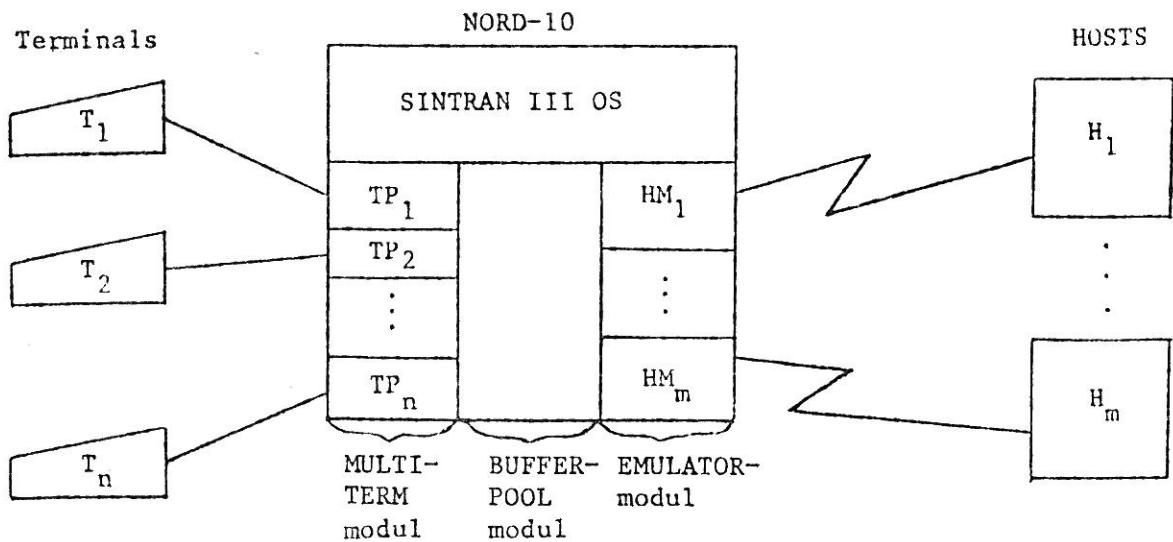 NORD-10
Terminals
HOSTS
SINTRAN III OS
T1
H1
TP1
HM1
TP2
T2
⋮
⋮
⋮
TPn
HMm
Hm
Tn
MULTI-
TERM
modul
BUFFER-
POOL
modul
EMULATOR-
modul